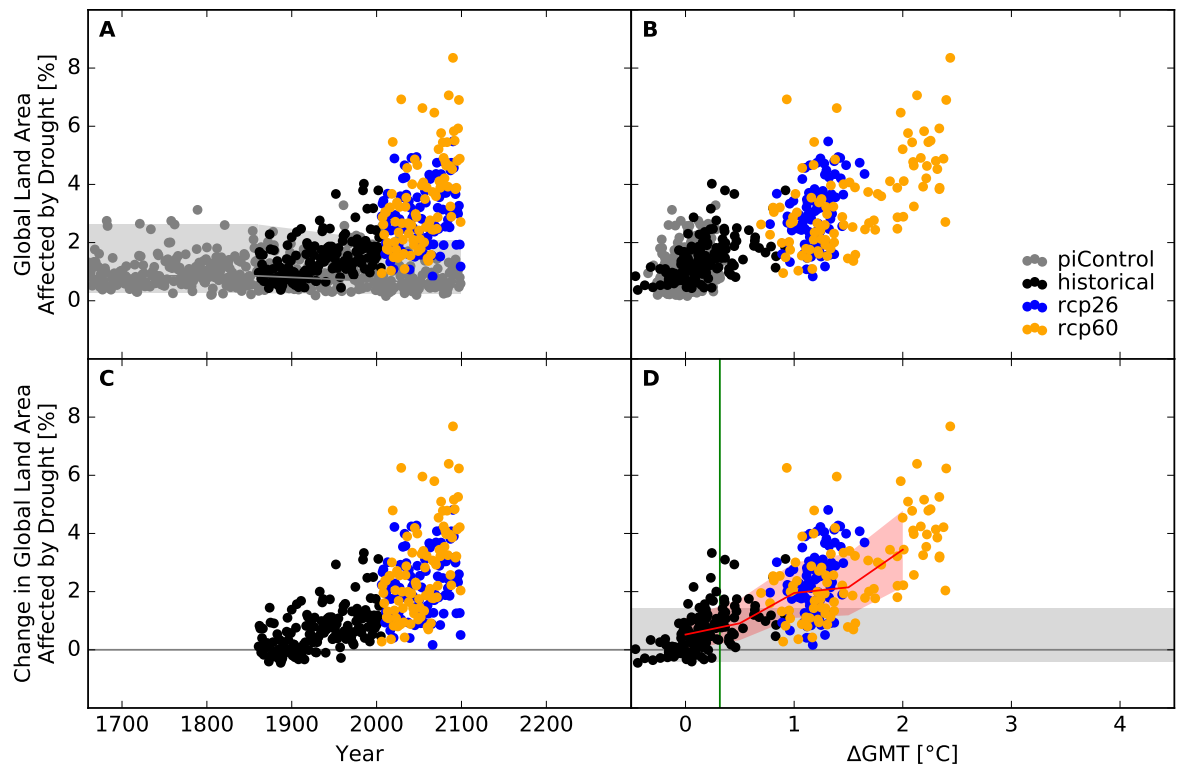 A
B
Global Land Area
Affected by Drought [%]
8
6
4
2
0
piControl
historical
rcp26
rcp60
C
D
Change in Global Land Area
Affected by Drought [%]
8
6
4
2
0
1700 1800 1900 2000 2100 2200
Year
0 1 2 3 4
ΔGMT [°C]